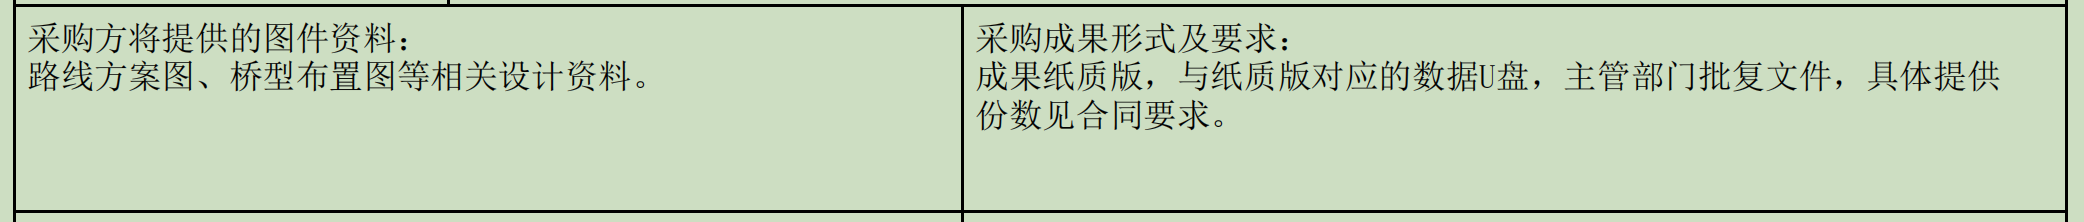 采购方将提供的图件资料：
路线方案图、桥型布置图等相关设计资料。
采购成果形式及要求：
成果纸质版，与纸质版对应的数据U盘，主管部门批复文件，具体提供
份数见合同要求。